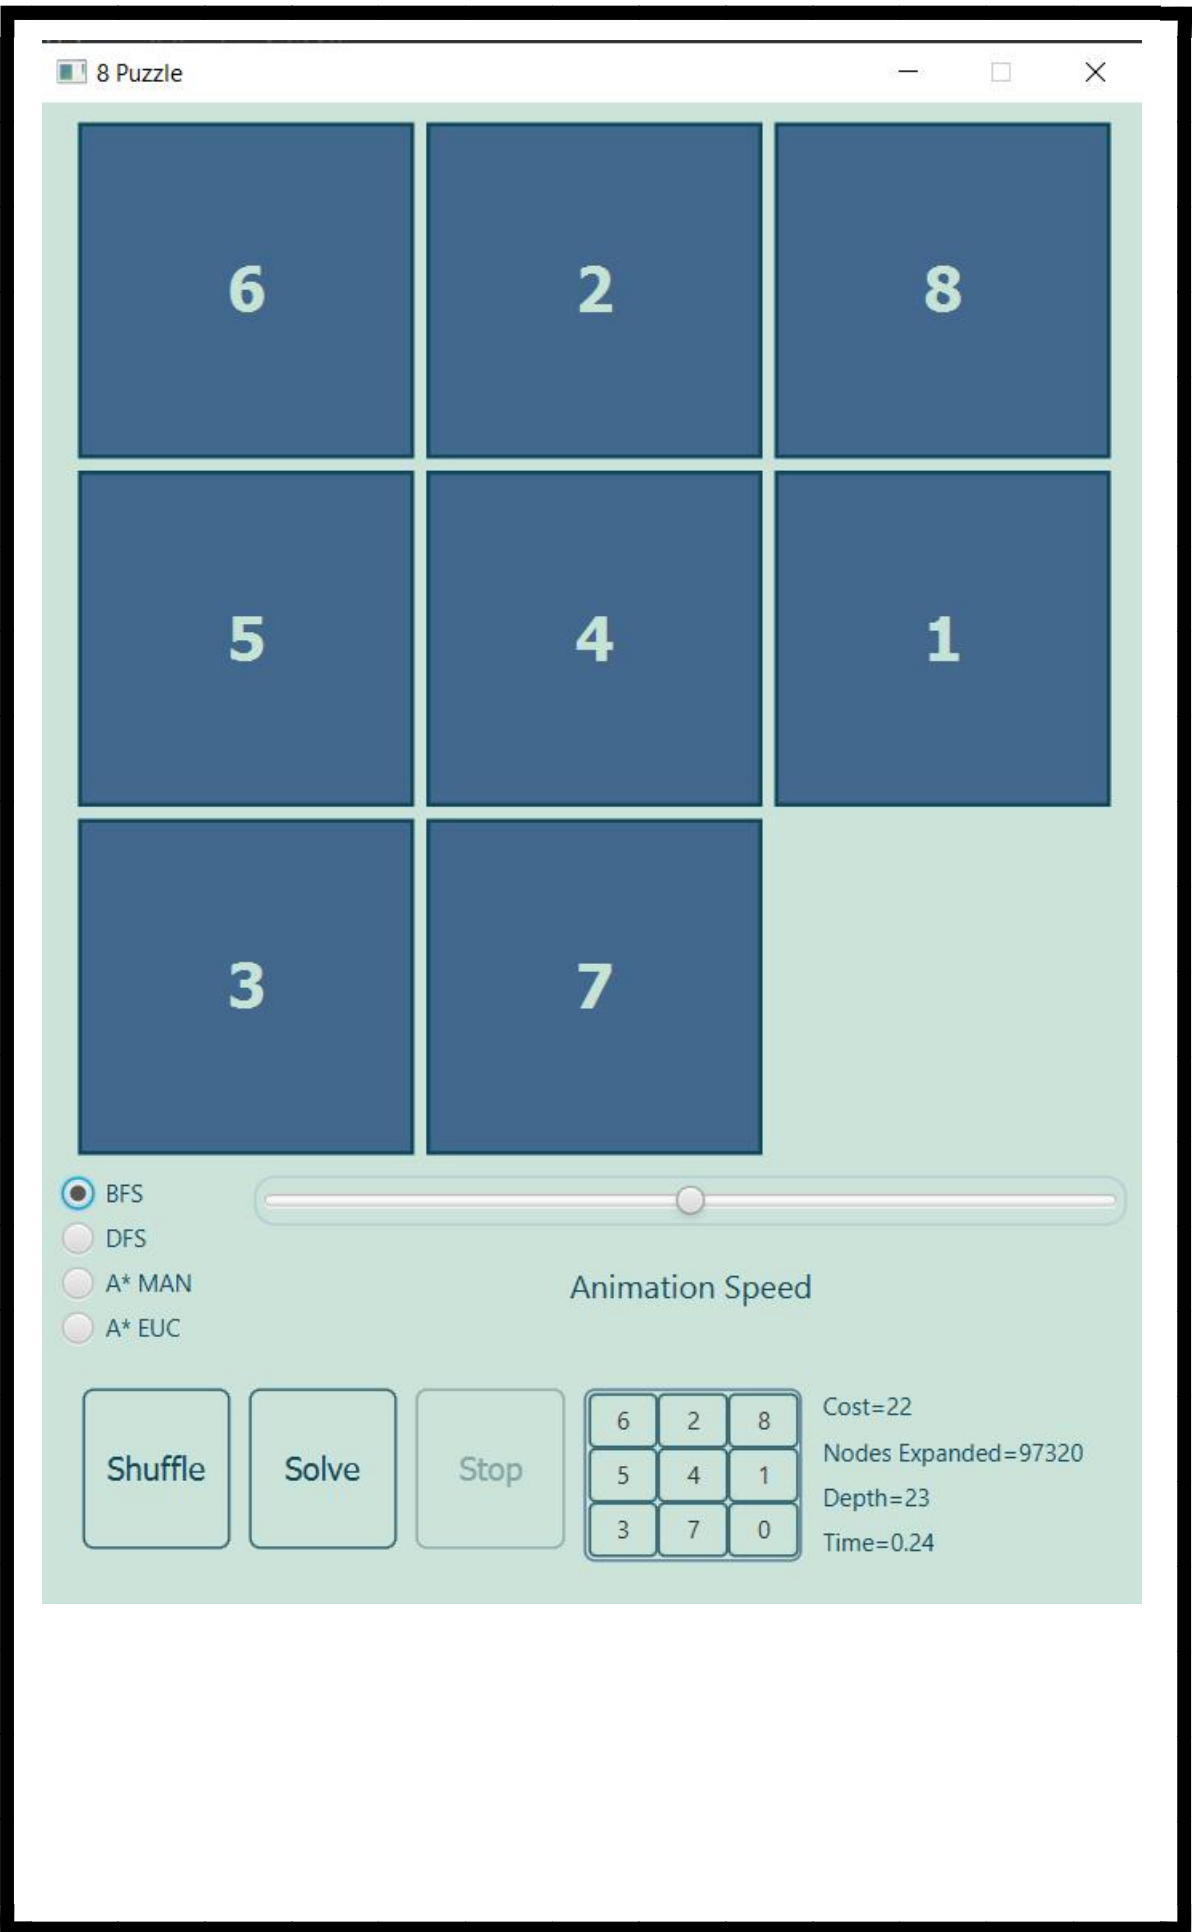 8 Puzzle
6 2 8
5 4 1
3 7
BFS
DFS
A* MAN
A* EUC
Animation Speed
Shuffle Solve Stop
6 2 8
5 4 1
3 7 0
Cost=22
Nodes Expanded=97320
Depth=23
Time=0.24